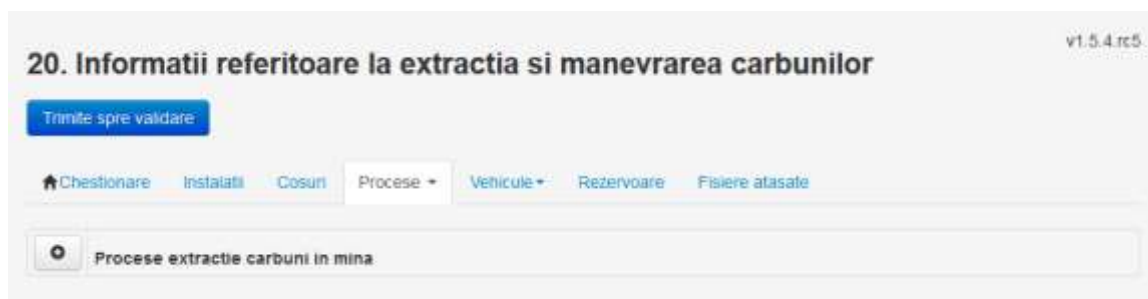 v1.5.4.rc5
20. Informatii referitoare la extractia si manevrarea carbunilor
Trimite spre validare
Chestionare Instalatii Cosuri Procese Vehicule Rezervoare Fisiere atasate
Procese extractie carbuni in mina